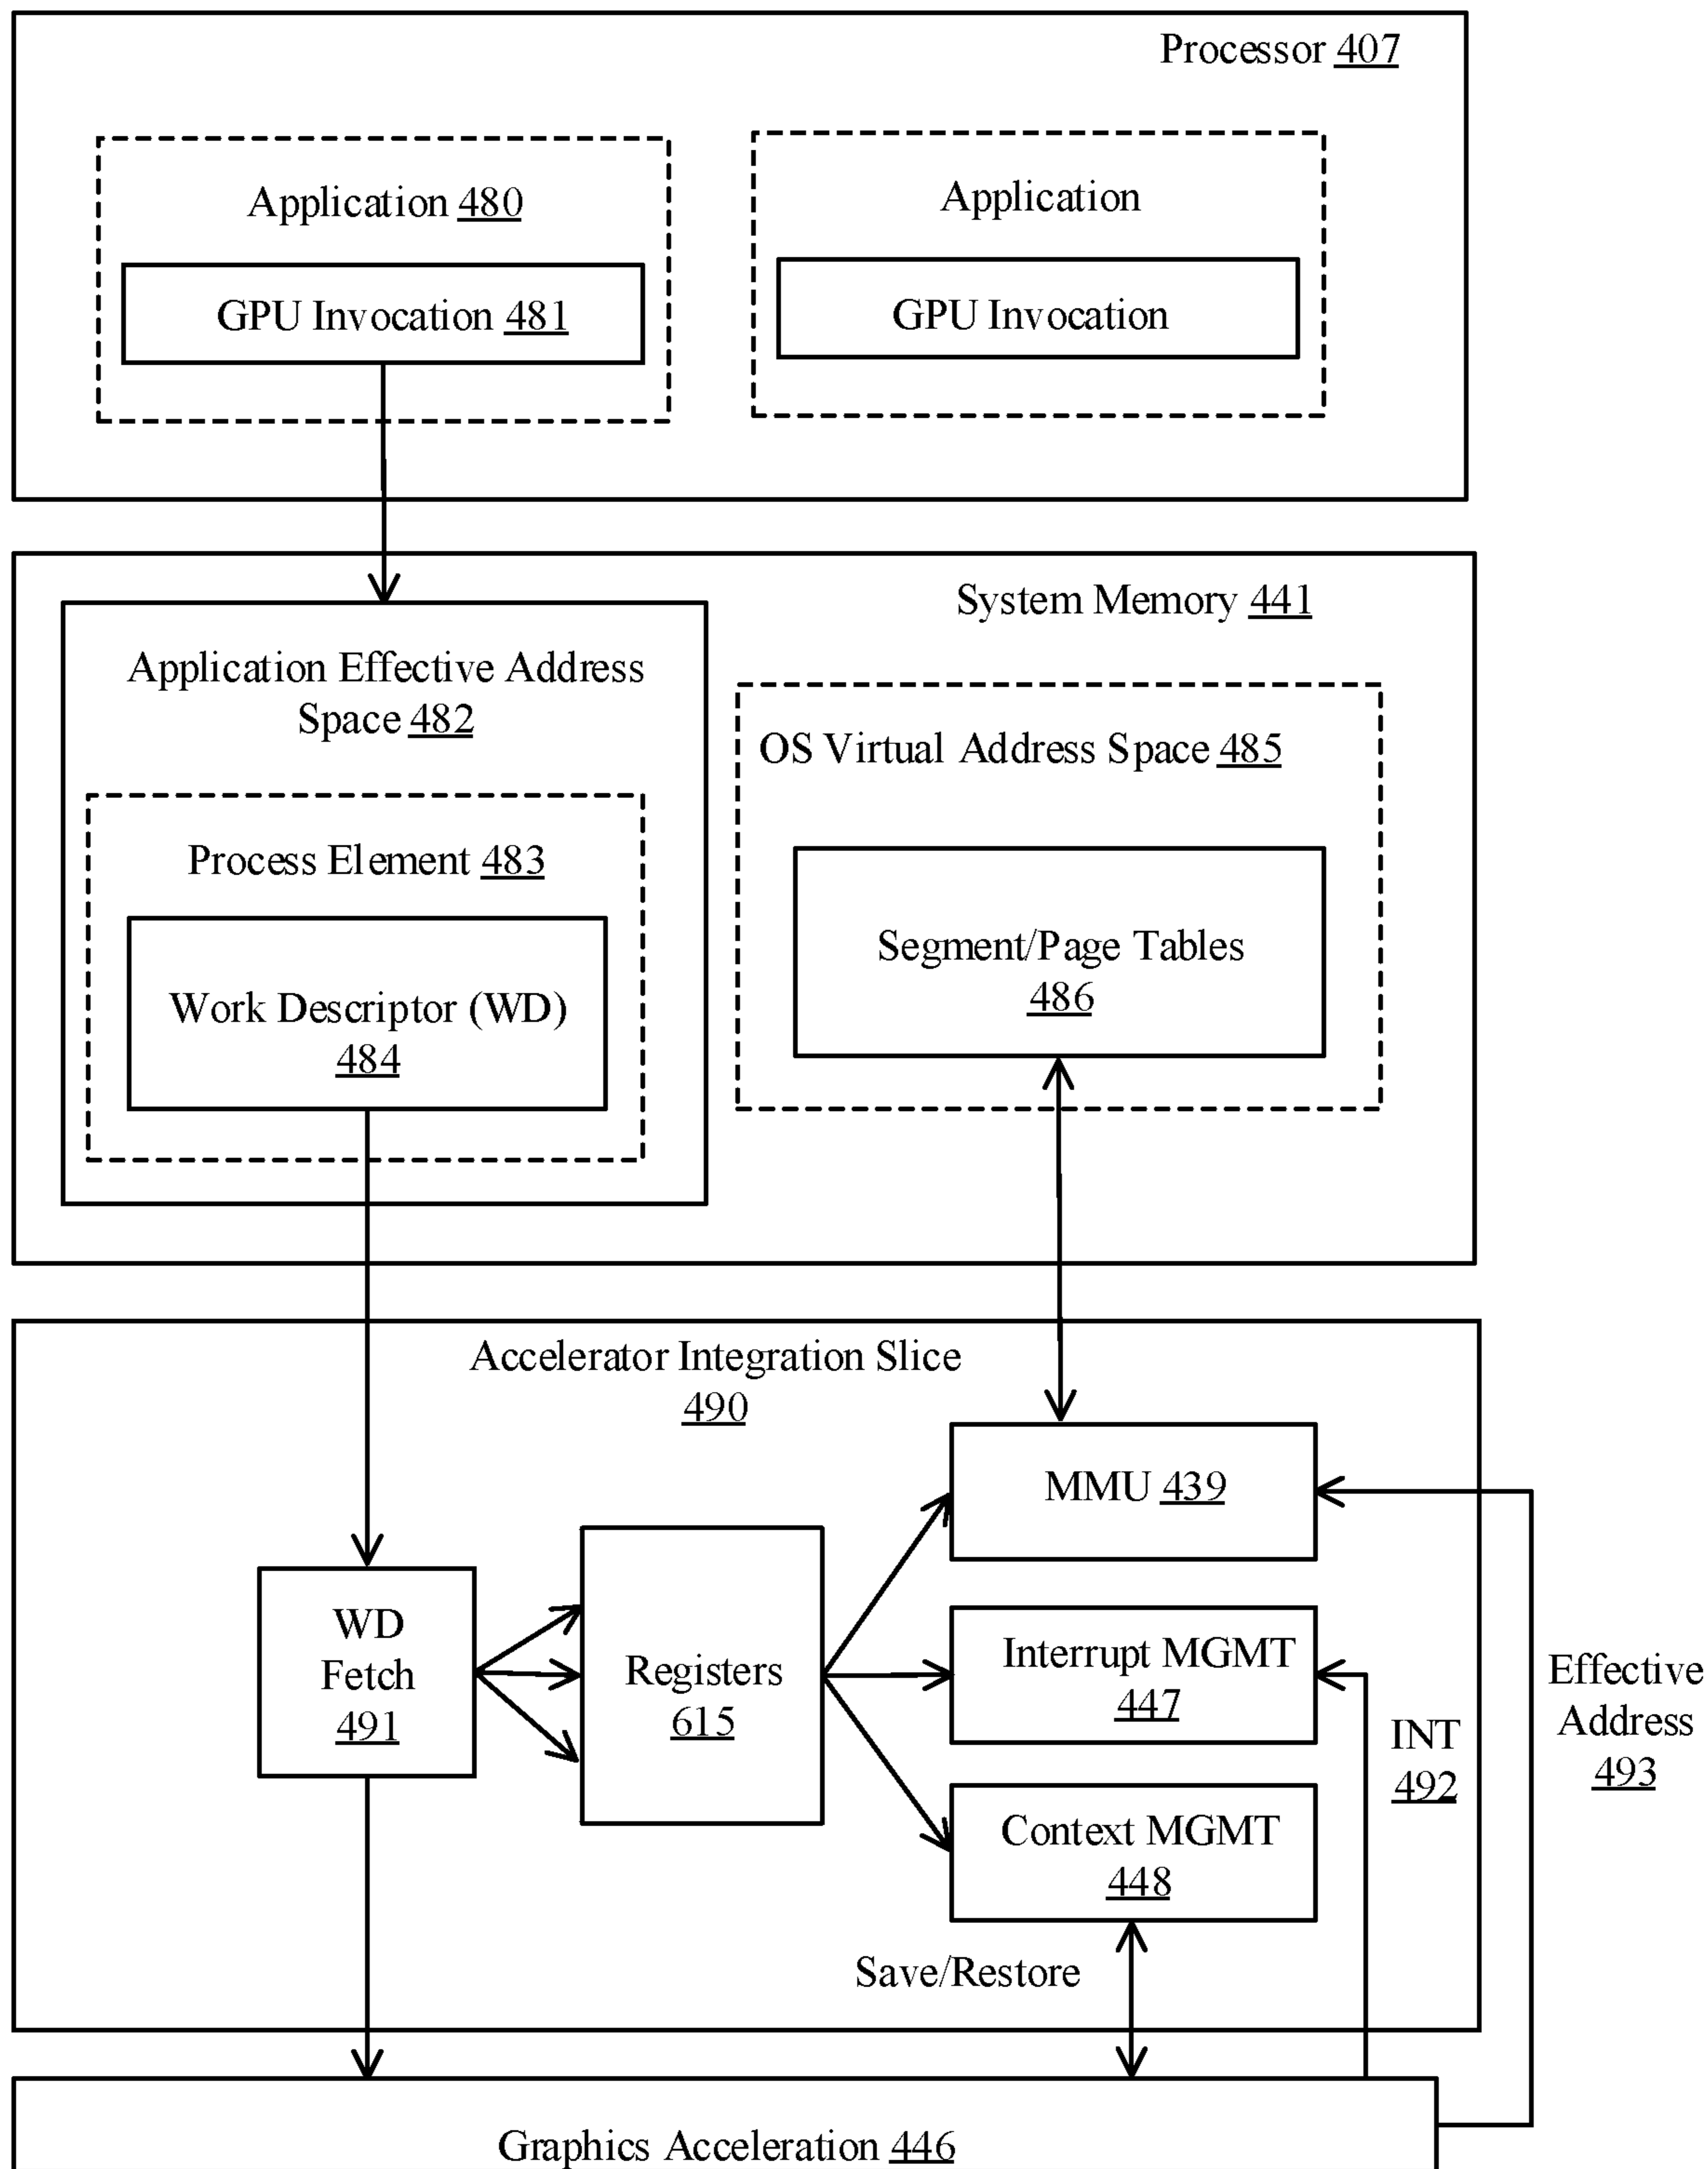 Processor 407
Application 480
Application
GPU Invocation 481
GPU Invocation
System Memory 441
Application Effective Address
Space 482
OS Virtual Address Space 485
Process Element 483
Segment/Page Tables
486
Work Descriptor (WD)
484
Accelerator Integration Slice
490
MMU 439
WD
Fetch
491
Registers
615
Interrupt MGMT
447
Effective
Address
493
INT
492
Context MGMT
448
Save/Restore
Graphics Acceleration 446